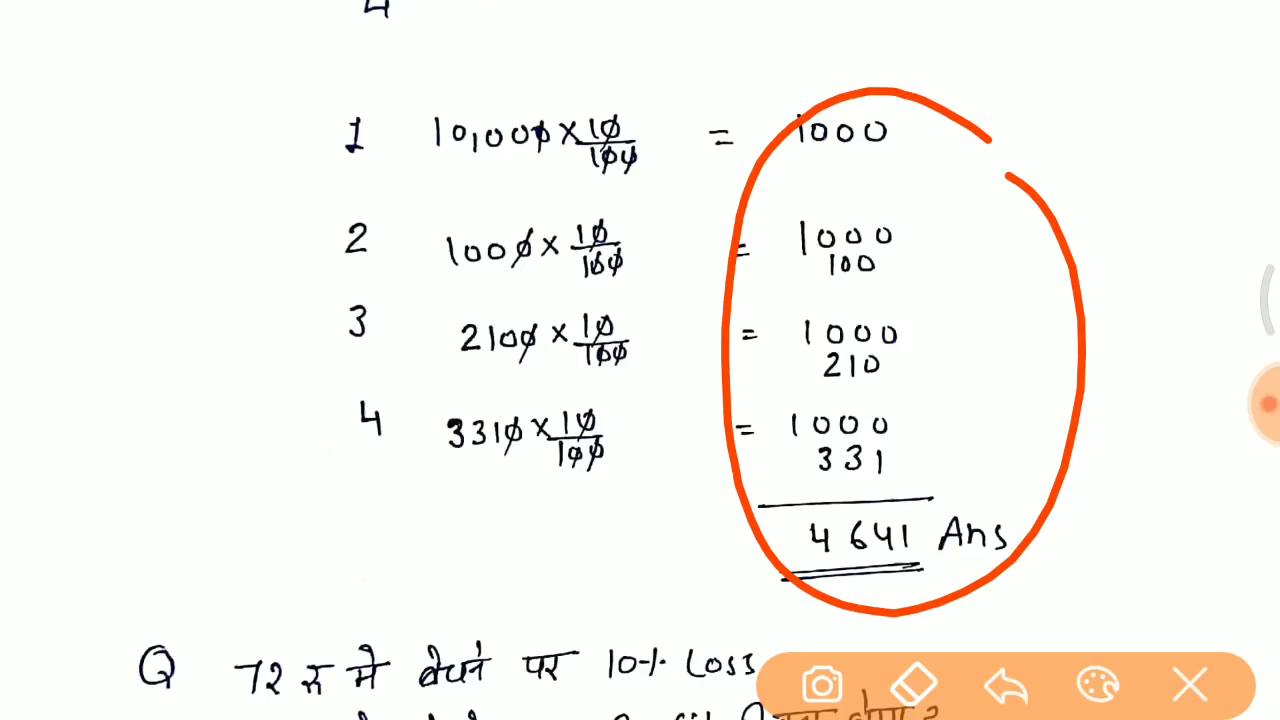 4
1 10,000 × 10/100 = 1000
2 1000 × 10/100 = 1000
100
3 2100 × 10/100 = 1000
210
4 3310 × 10/100 = 1000
331
4641 Ans
Q 72 रु मे बेचने पर 10% Loss